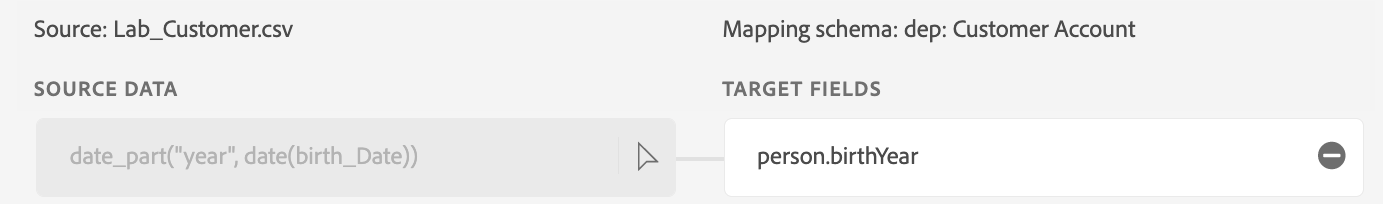 Source: Lab_Customer.csv
Mapping schema: dep: Customer Account
SOURCE DATA
TARGET FIELDS
date_part("year", date(birth_Date))
person.birthYear